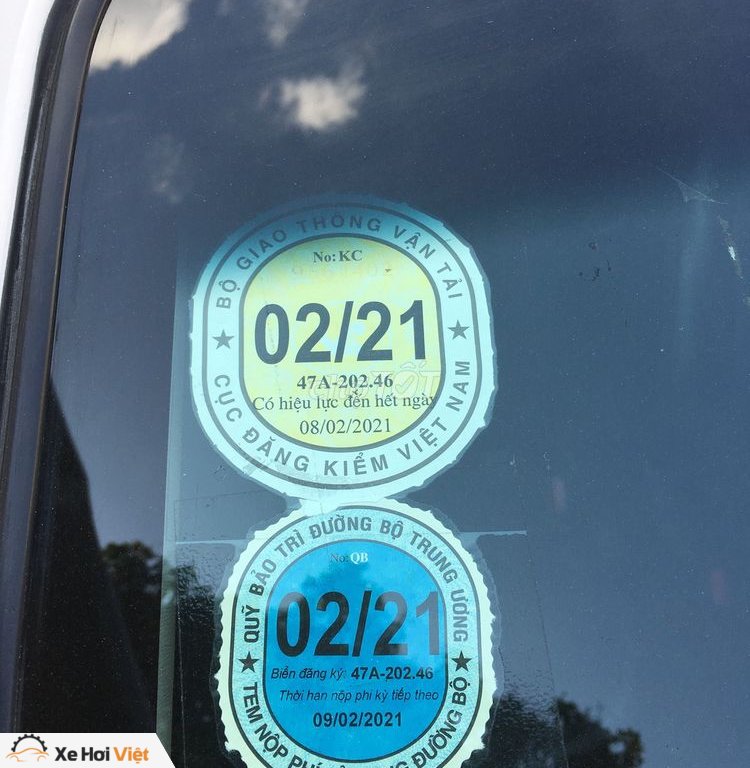 BỘ GIAO THÔNG VẬN TẢI
No: KC
02/21
47A-202.46
Có hiệu lực đến hết ngày
08/02/2021
CỤC ĐĂNG KIỂM VIỆT NAM
QUỸ BẢO TRÌ ĐƯỜNG BỘ TRUNG ƯƠNG
No: QB
02/21
Biển đăng ký: 47A-202.46
Thời hạn nộp phí kỳ tiếp theo
09/02/2021
TEM NỘP PHÍ ĐƯỜNG BỘ
Xe Hơi Việt